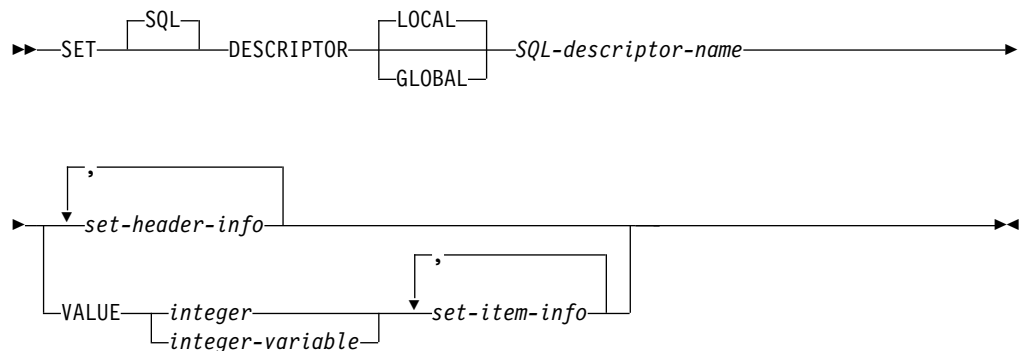 SQL LOCAL
SET DESCRIPTOR SQL-descriptor-name
GLOBAL
,
set-header-info
,
VALUE integer set-item-info
integer-variable